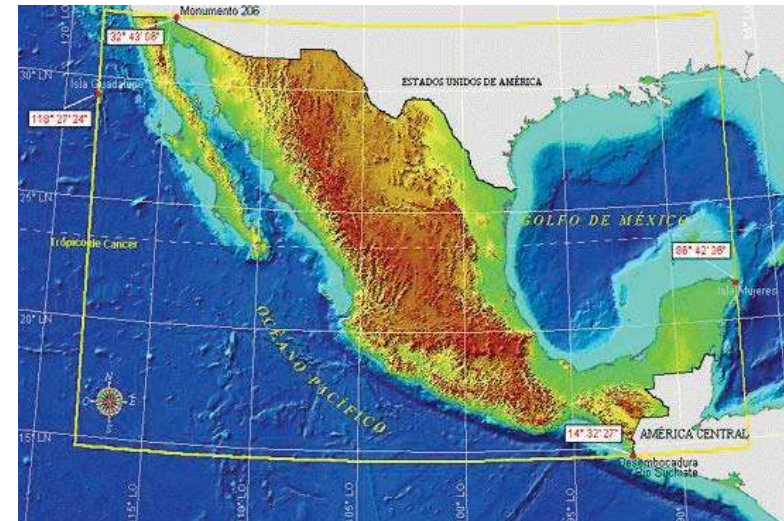 Monumento 206
32° 43' 06"
30° LN
Isla Guadalupe
118° 27' 24"
ESTADOS UNIDOS DE AMÉRICA
25° LN
GOLFO DE MÉXICO
Trópico de Cancer
86° 42' 36"
Isla Mujeres
20° LN
OCÉANO PACÍFICO
N
O
E
S
15° LN
14° 32' 27"
AMÉRICA CENTRAL
Desembocadura
Río Suchiate